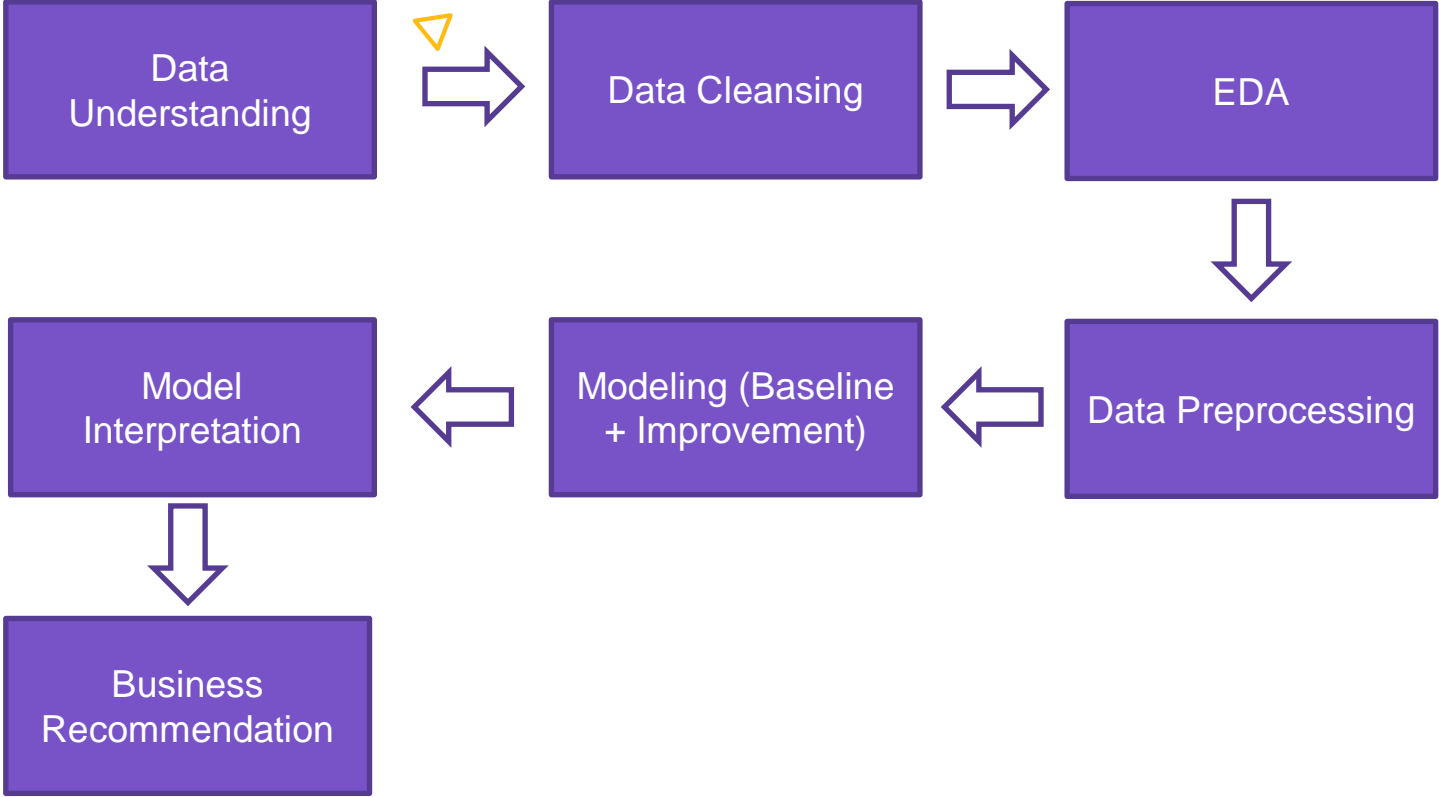 Data
Understanding
Data Cleansing
EDA
Data Preprocessing
Modeling (Baseline
+ Improvement)
Model
Interpretation
Business
Recommendation